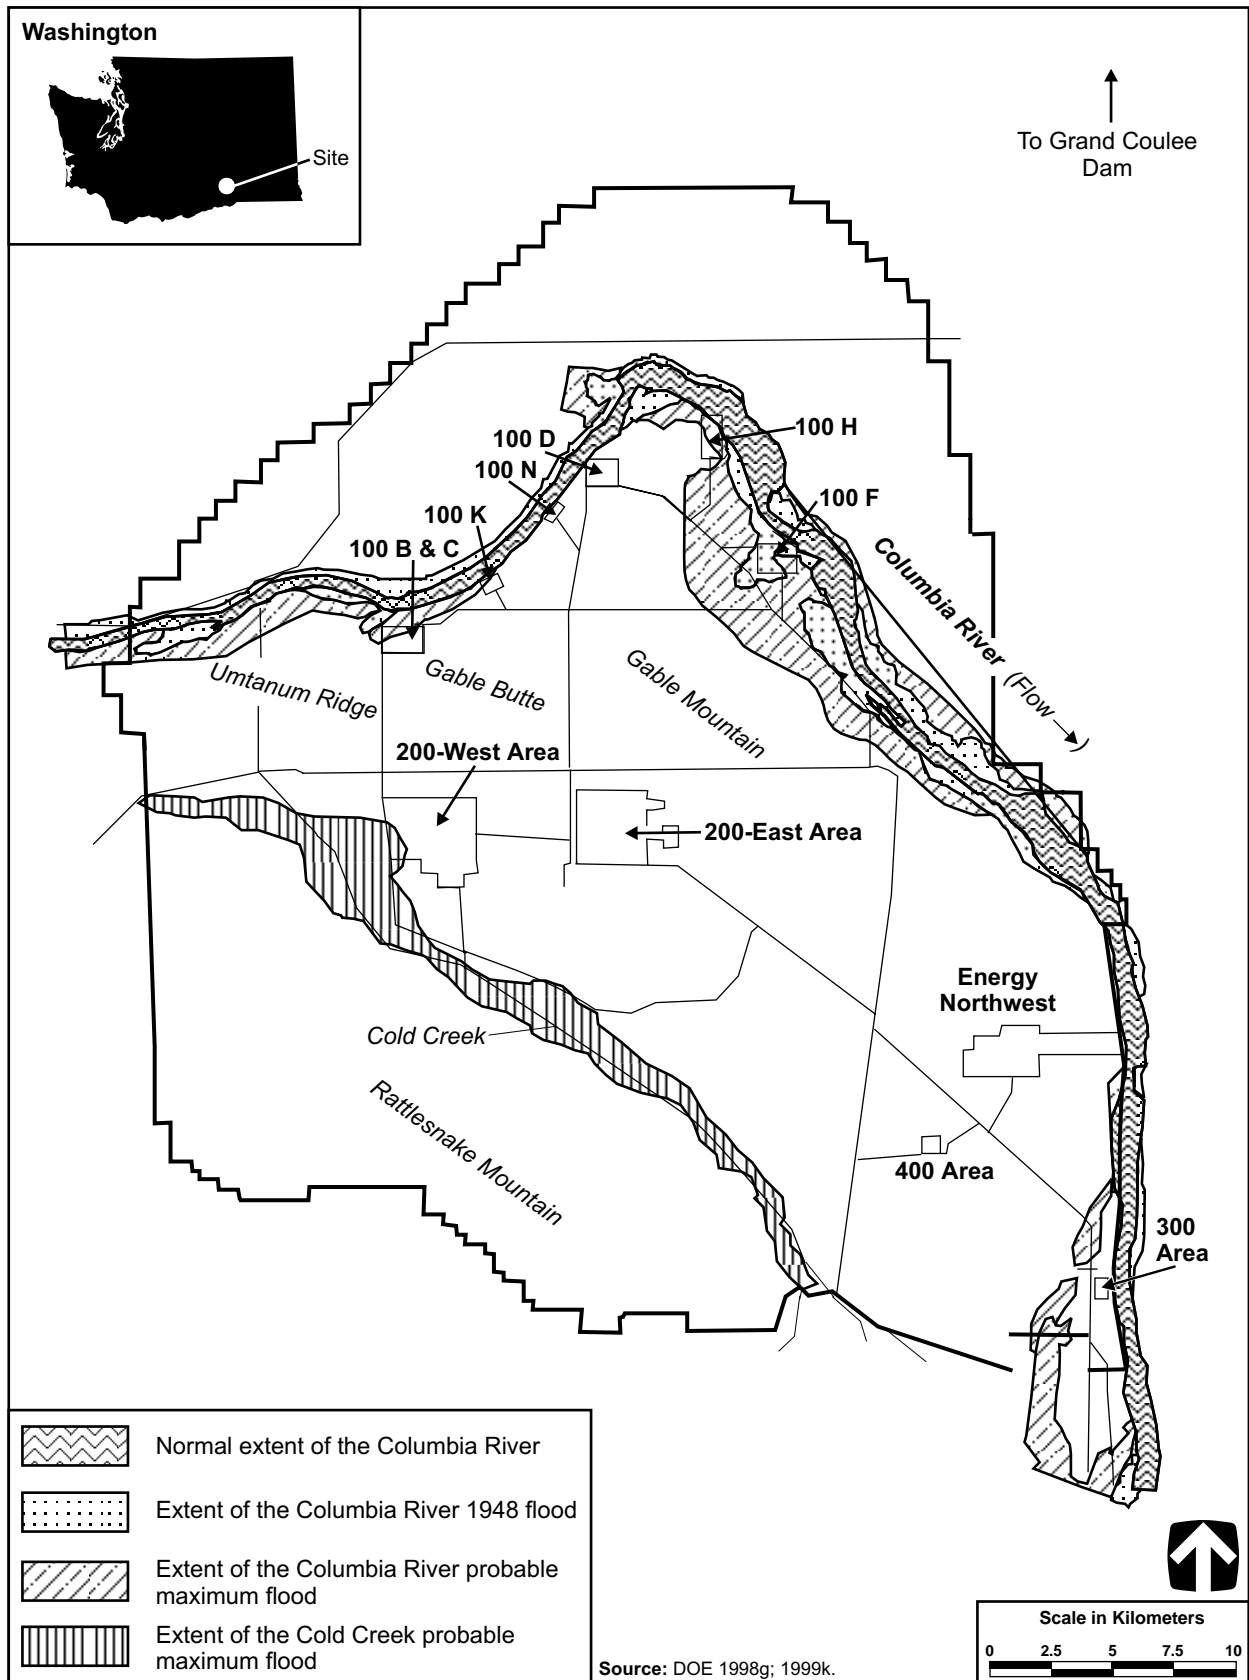 Washington
Site
To Grand Coulee
Dam
100 H
100 D
100 N
100 F
100 K
100 B & C
Columbia River (Flow
)
Umtanum Ridge
Gable Butte
Gable Mountain
200-West Area
200-East Area
Energy
Northwest
Cold Creek
Rattlesnake Mountain
400 Area
300
Area
Normal extent of the Columbia River
Extent of the Columbia River 1948 flood
Extent of the Columbia River probable
maximum flood
Extent of the Cold Creek probable
maximum flood
Source: DOE 1998g; 1999k.
Scale in Kilometers
0 2.5 5 7.5 10